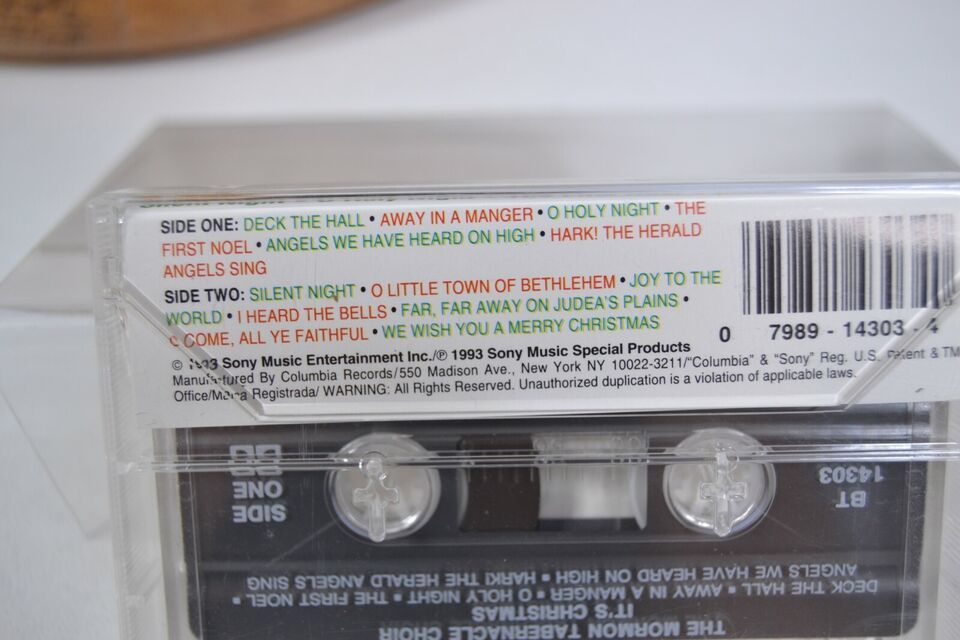 SIDE ONE: DECK THE HALL • AWAY IN A MANGER • O HOLY NIGHT • THE
FIRST NOEL • ANGELS WE HAVE HEARD ON HIGH • HARK! THE HERALD
ANGELS SING
SIDE TWO: SILENT NIGHT • O LITTLE TOWN OF BETHLEHEM • JOY TO THE
WORLD • I HEARD THE BELLS • FAR, FAR AWAY ON JUDEA'S PLAINS •
O COME, ALL YE FAITHFUL • WE WISH YOU A MERRY CHRISTMAS
0 7989 - 14303 - 4
© 1993 Sony Music Entertainment Inc./℗ 1993 Sony Music Special Products
Manufactured By Columbia Records/550 Madison Ave., New York NY 10022-3211/"Columbia" & "Sony" Reg. U.S. Patent & TM
Office/Marca Registrada/ WARNING: All Rights Reserved. Unauthorized duplication is a violation of applicable laws.
THE MORMON TABERNACLE CHOIR
IT'S CHRISTMAS
DECK THE HALL ▪ AWAY IN A MANGER ▪ O HOLY NIGHT ▪ THE FIRST NOEL ▪
ANGELS WE HAVE HEARD ON HIGH ▪ HARK! THE HERALD ANGELS SING
BT
14303
SIDE
ONE